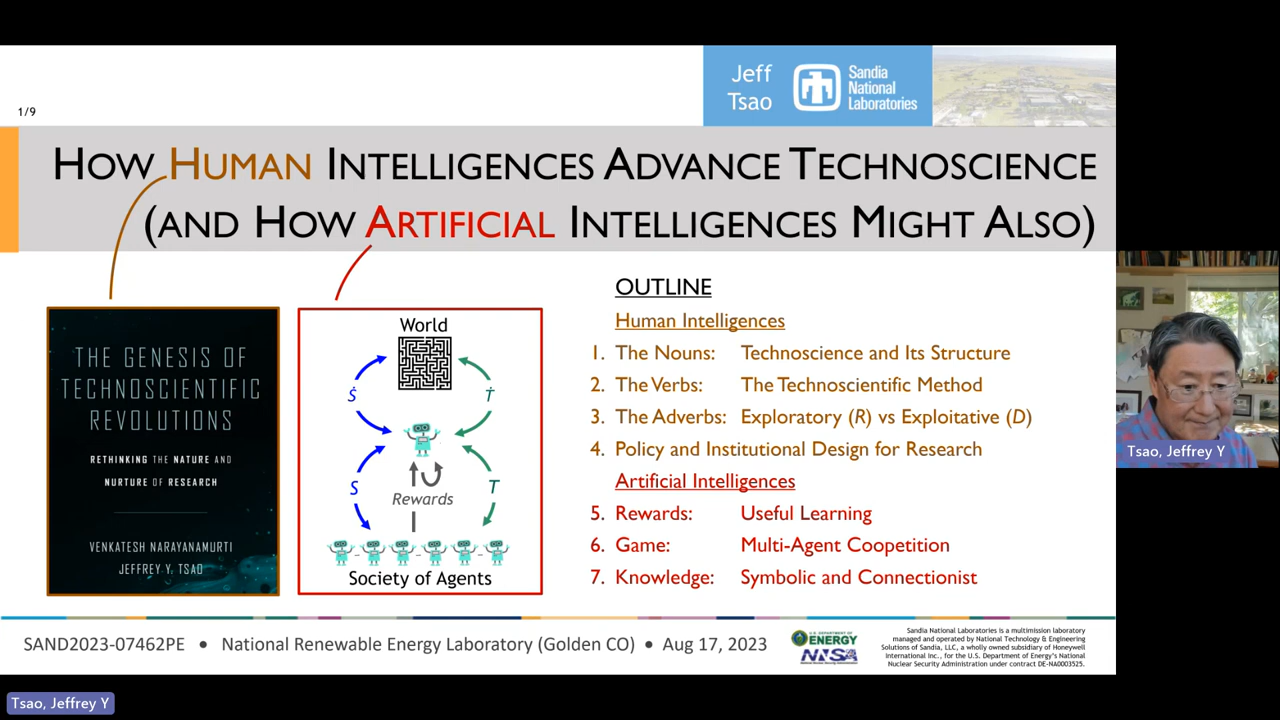 Jeff
Tsao
Sandia
National
Laboratories
1/9
HOW HUMAN INTELLIGENCES ADVANCE TECHNOSCIENCE
(AND HOW ARTIFICIAL INTELLIGENCES MIGHT ALSO)
THE GENESIS OF
TECHNOSCIENTIFIC
REVOLUTIONS
RETHINKING THE NATURE AND
NURTURE OF RESEARCH
VENKATESH NARAYANAMURTI
JEFFREY Y. TSAO
World
Ṡ Ṫ
S T
Rewards
Society of Agents
OUTLINE
Human Intelligences
1. The Nouns: Technoscience and Its Structure
2. The Verbs: The Technoscientific Method
3. The Adverbs: Exploratory (R) vs Exploitative (D)
4. Policy and Institutional Design for Research
Artificial Intelligences
5. Rewards: Useful Learning
6. Game: Multi-Agent Coopetition
7. Knowledge: Symbolic and Connectionist
Tsao, Jeffrey Y
SAND2023-07462PE • National Renewable Energy Laboratory (Golden CO) • Aug 17, 2023
U.S. DEPARTMENT OF
ENERGY
NNSA
Sandia National Laboratories is a multimission laboratory
managed and operated by National Technology & Engineering
Solutions of Sandia, LLC, a wholly owned subsidiary of Honeywell
International Inc., for the U.S. Department of Energy's National
Nuclear Security Administration under contract DE-NA0003525.
Tsao, Jeffrey Y